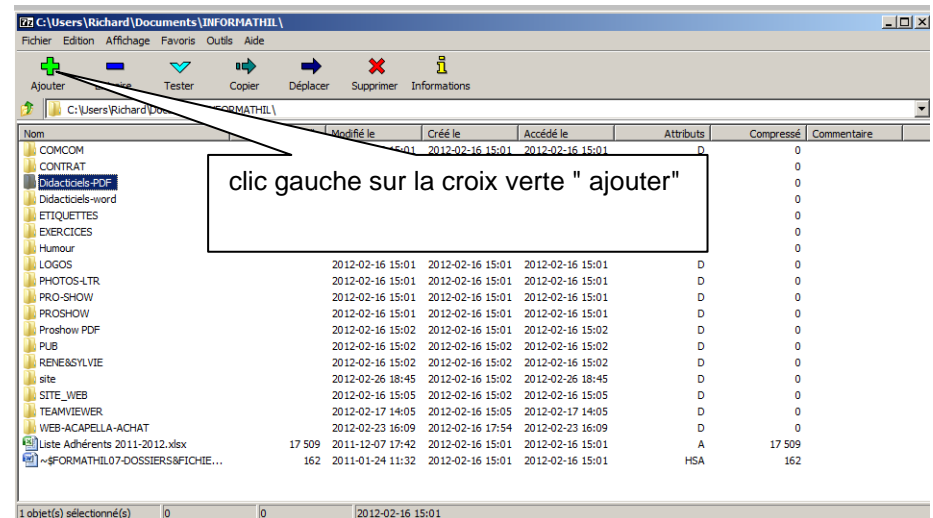 C:\Users\Richard\Documents\INFORMATHIL\
Fichier Edition Affichage Favoris Outils Aide
Ajouter Tester Copier Déplacer Supprimer Informations
C:\Users\Richard\
Nom Modifié le Créé le Accédé le Attributs Compressé Commentaire
COMCOM 2012-02-16 15:01 2012-02-16 15:01 D 0
CONTRAT 0
Didacticiels-PDF 0
Didacticiels-word 0
ETIQUETTES 0
EXERCICES 0
Humour 0
clic gauche sur la croix verte " ajouter"
LOGOS 2012-02-16 15:01 2012-02-16 15:01 2012-02-16 15:01 D 0
PHOTOS-LTR 2012-02-16 15:01 2012-02-16 15:01 2012-02-16 15:01 D 0
PRO-SHOW 2012-02-16 15:01 2012-02-16 15:01 2012-02-16 15:01 D 0
PROSHOW 2012-02-16 15:01 2012-02-16 15:01 2012-02-16 15:01 D 0
Proshow PDF 2012-02-16 15:02 2012-02-16 15:01 2012-02-16 15:02 D 0
PUB 2012-02-16 15:02 2012-02-16 15:02 2012-02-16 15:02 D 0
RENE&SYLVIE 2012-02-16 15:02 2012-02-16 15:02 2012-02-16 15:02 D 0
site 2012-02-26 18:45 2012-02-16 15:02 2012-02-26 18:45 D 0
SITE_WEB 2012-02-16 15:05 2012-02-16 15:02 2012-02-16 15:05 D 0
TEAMVIEWER 2012-02-17 14:05 2012-02-16 15:05 2012-02-17 14:05 D 0
WEB-ACAPELLA-ACHAT 2012-02-23 16:09 2012-02-16 17:54 2012-02-23 16:09 D 0
Liste Adhérents 2011-2012.xlsx 17 509 2011-12-07 17:42 2012-02-16 15:01 2012-02-16 15:01 A 17 509
~$FORMATHIL07-DOSSIERS&FICHIE... 162 2011-01-24 11:32 2012-02-16 15:01 2012-02-16 15:01 HSA 162
1 objet(s) sélectionné(s) 0 0 2012-02-16 15:01